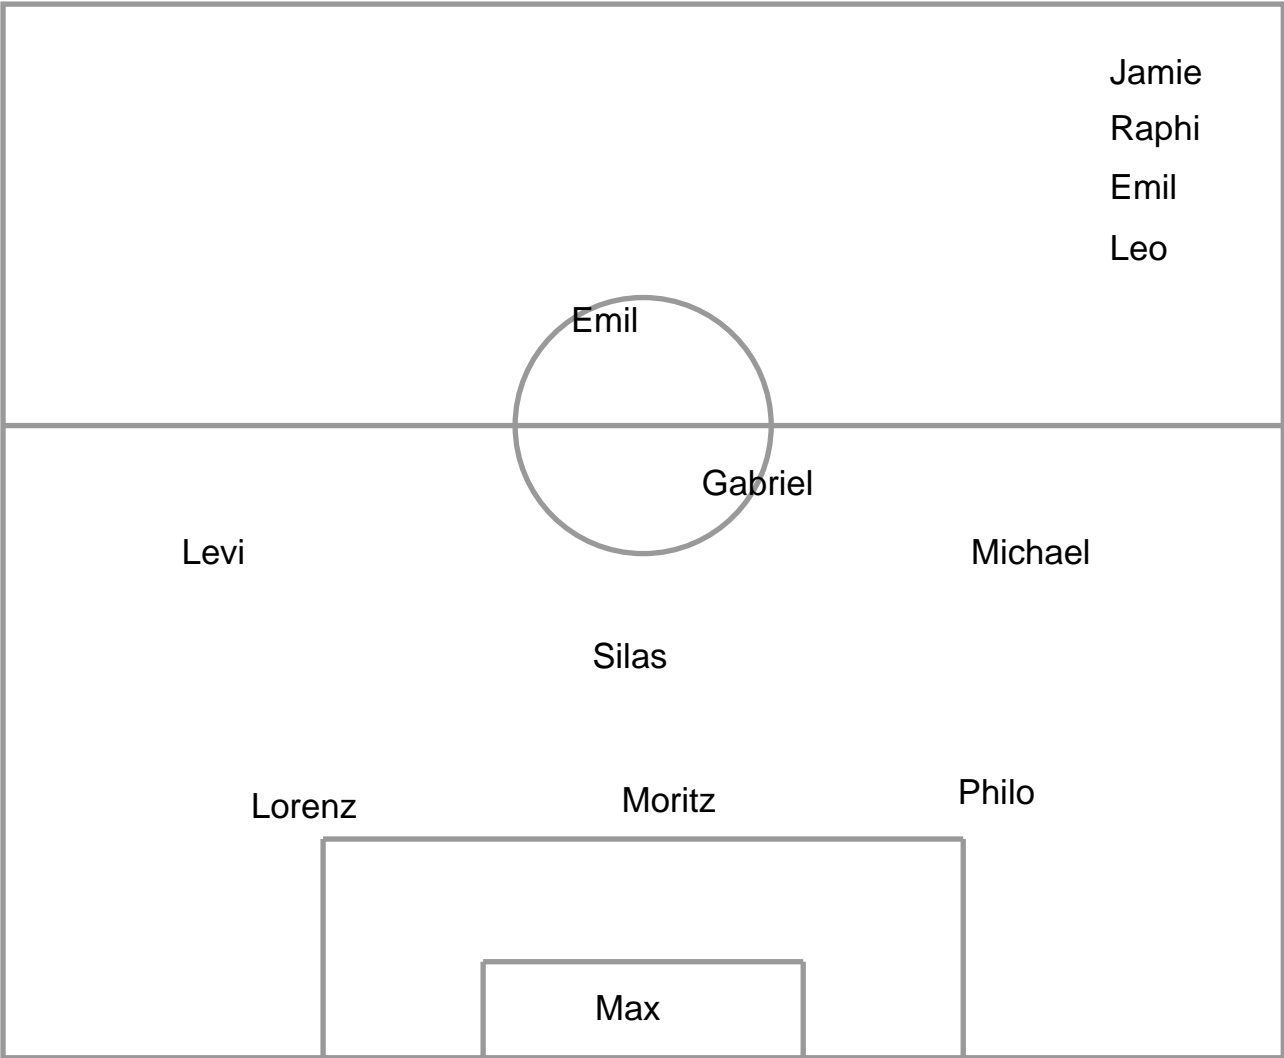 Jamie
Raphi
Emil
Leo
Emil
Gabriel
Levi
Michael
Silas
Lorenz
Moritz
Philo
Max